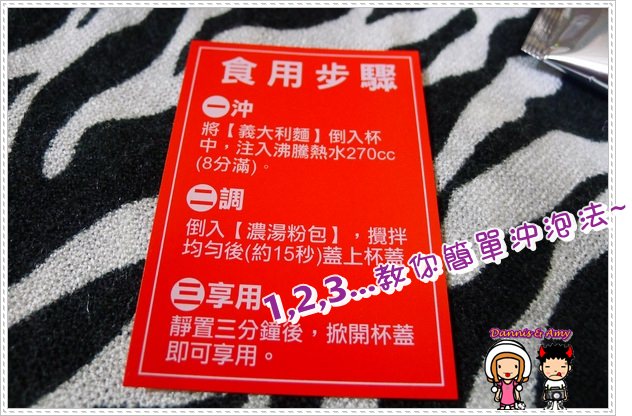 食用步驟
一沖
將【義大利麵】倒入杯
中，注入沸騰熱水270cc
(8分滿)。
二調
倒入【濃湯粉包】，攪拌
均勻後(約15秒)蓋上杯蓋
三享用
靜置三分鐘後，掀開杯蓋
即可享用。
1,2,3...教你簡單沖泡法~
Dannis & Amy